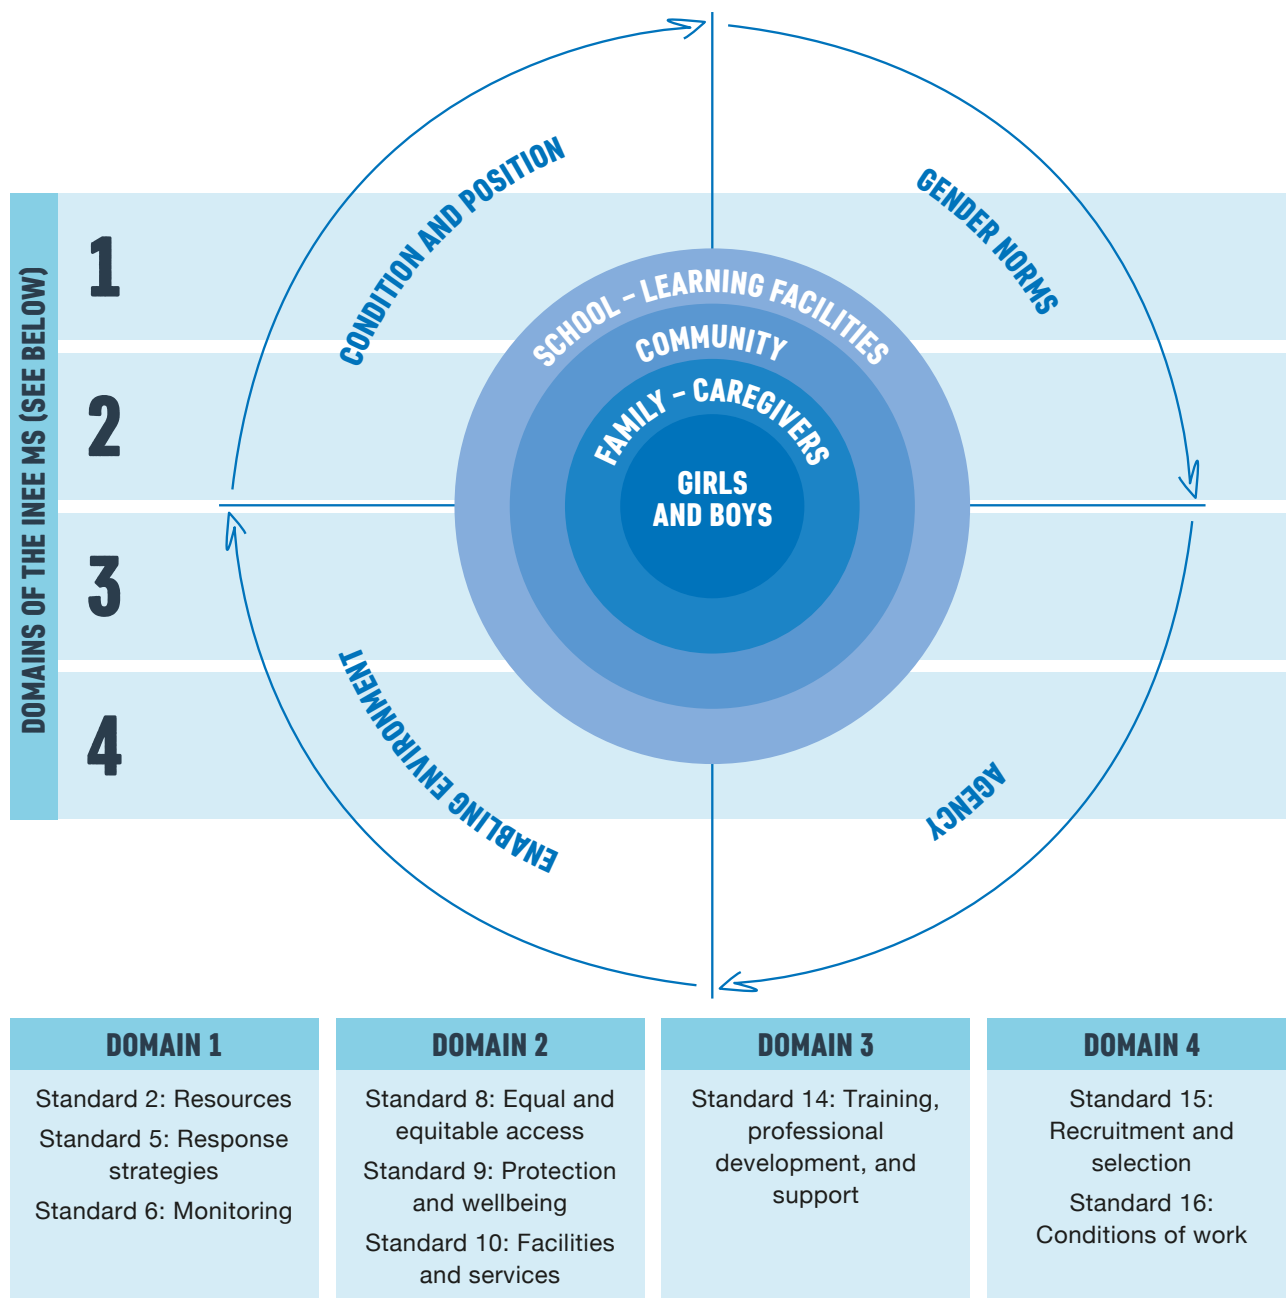 CONDITION AND POSITION
GENDER NORMS
DOMAINS OF THE INEE MS (SEE BELOW)
1
2
3
4
SCHOOL – LEARNING FACILITIES
COMMUNITY
FAMILY – CAREGIVERS
GIRLS
AND BOYS
ENABLING ENVIRONMENT
AGENCY
DOMAIN 1
Standard 2: Resources
Standard 5: Response
strategies
Standard 6: Monitoring
DOMAIN 2
Standard 8: Equal and
equitable access
Standard 9: Protection
and wellbeing
Standard 10: Facilities
and services
DOMAIN 3
Standard 14: Training,
professional
development, and
support
DOMAIN 4
Standard 15:
Recruitment and
selection
Standard 16:
Conditions of work